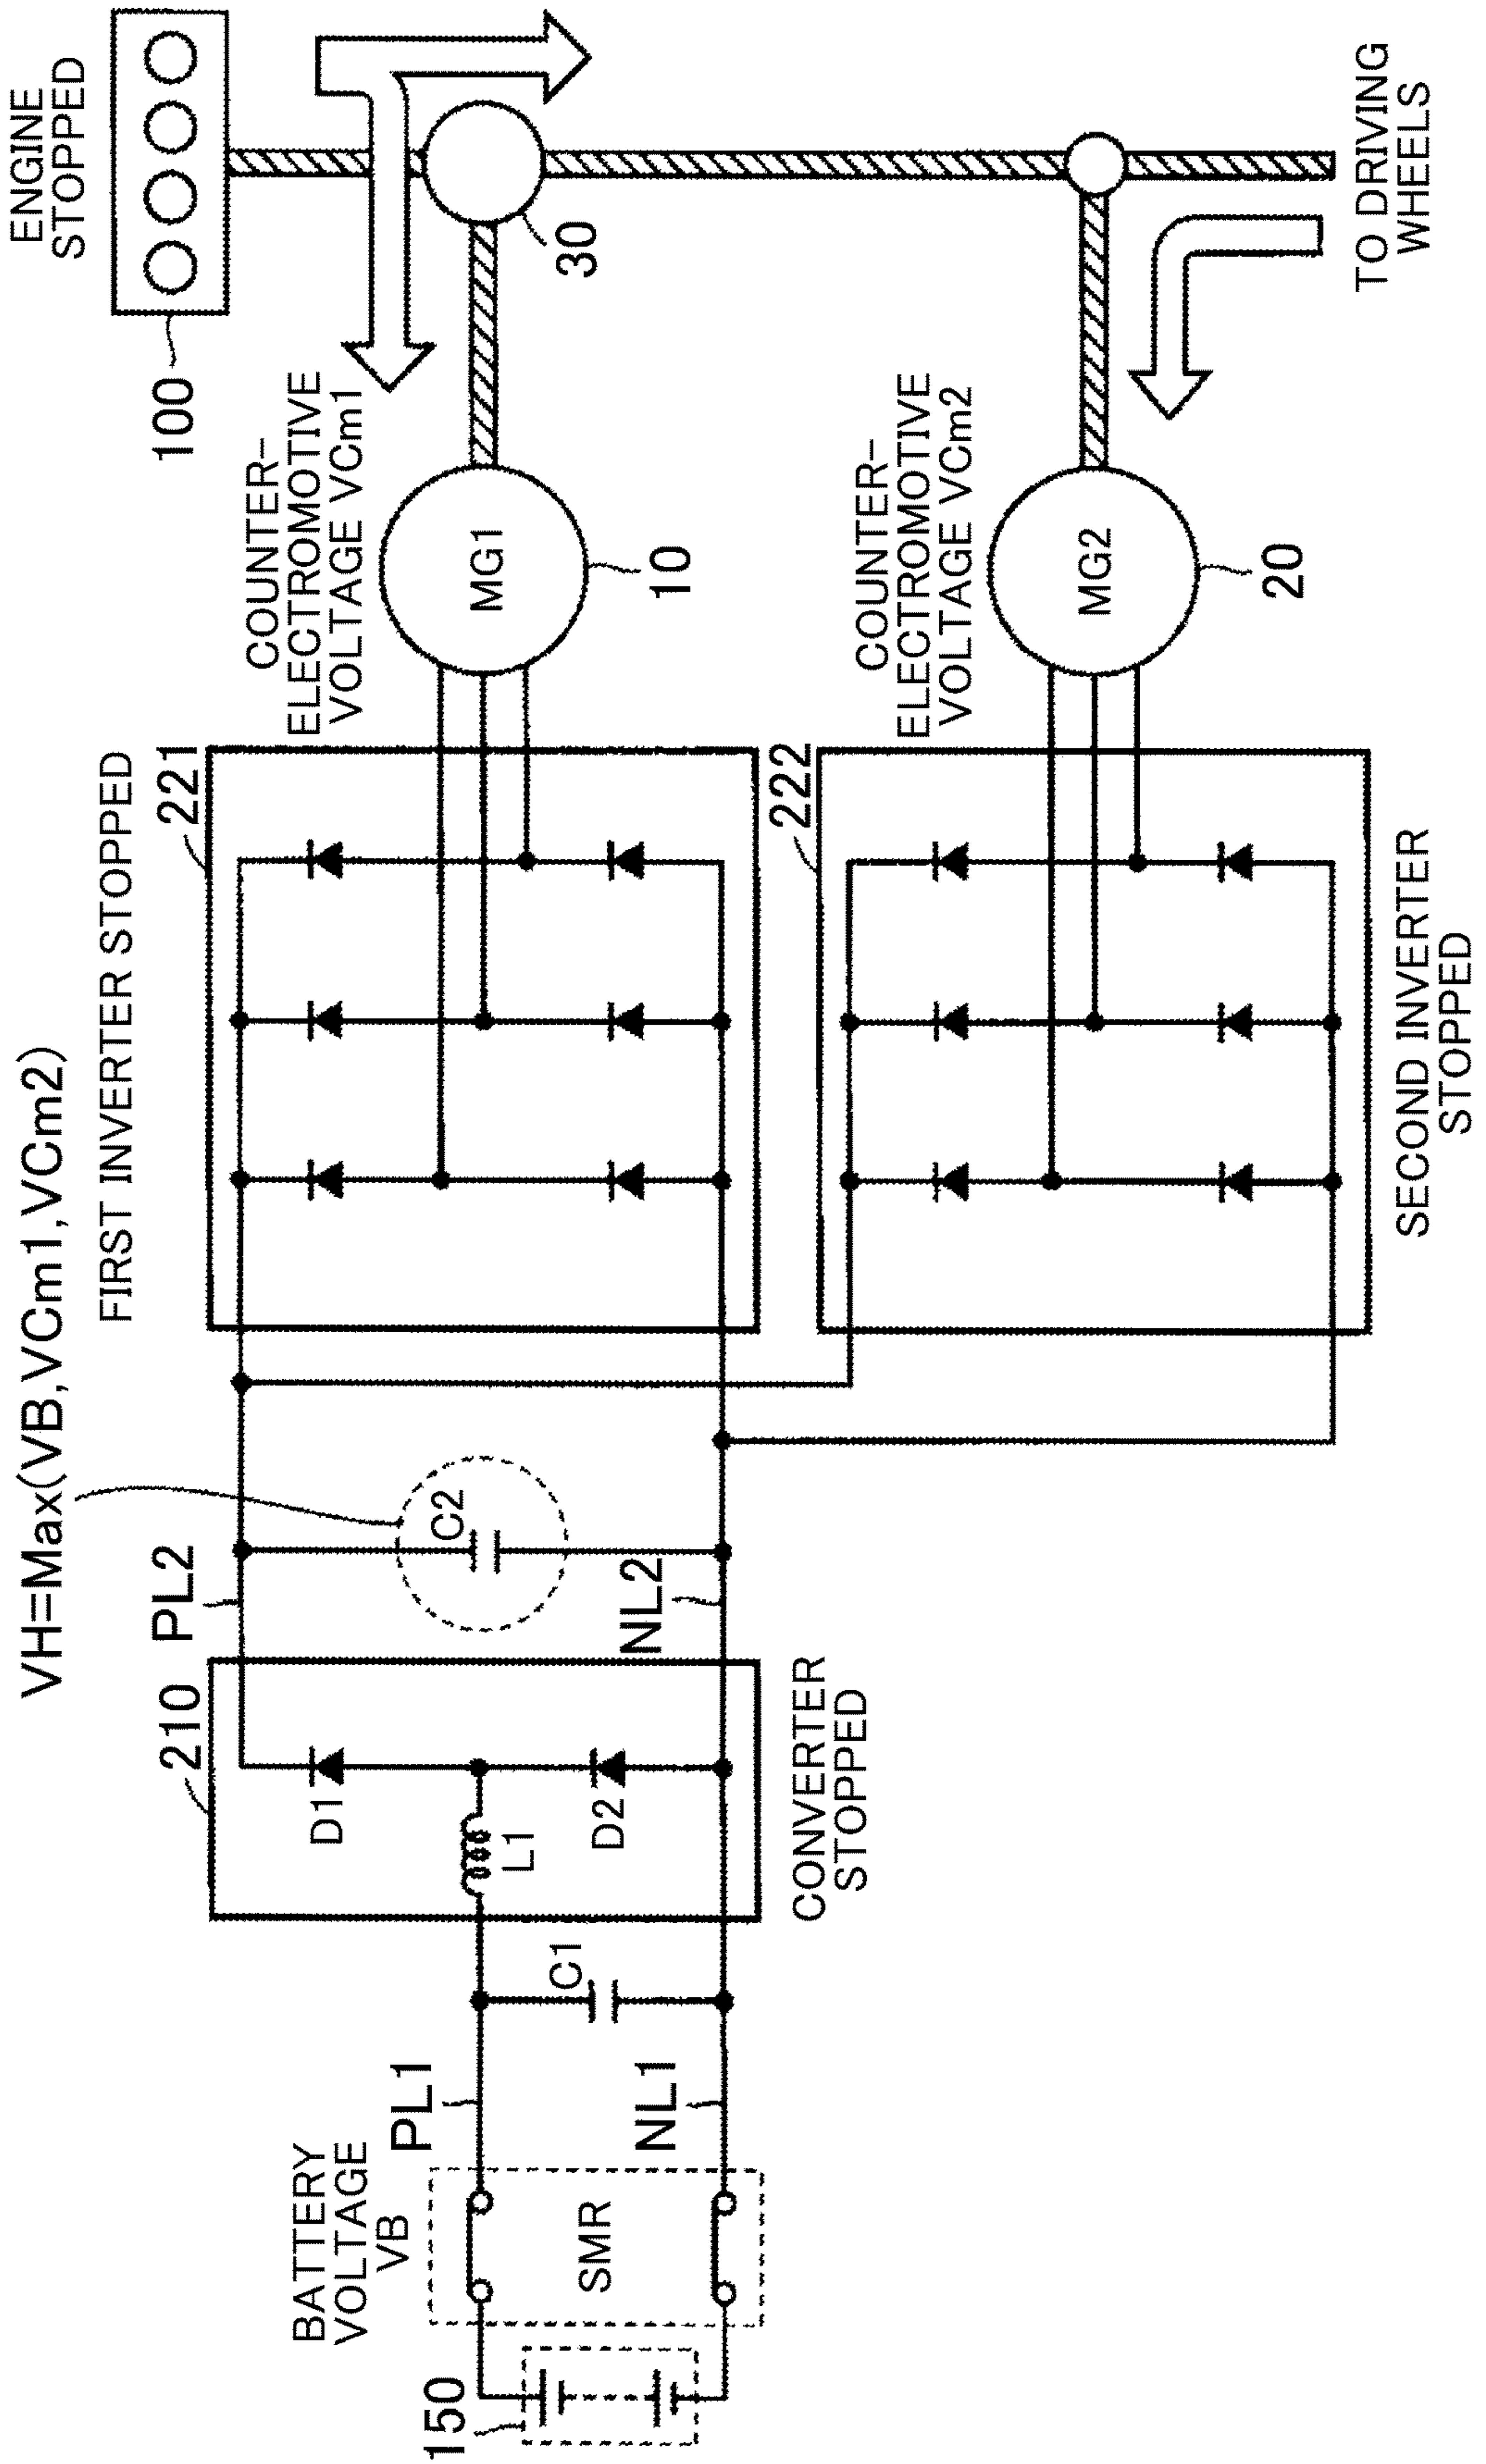 VH=Max(VB,VCm1,VCm2)
BATTERY
VOLTAGE
VB
150
SMR
PL1
NL1
C1
210
D1
L1
D2
CONVERTER
STOPPED
PL2
NL2
C2
FIRST INVERTER STOPPED
221
222
SECOND INVERTER
STOPPED
COUNTER-
ELECTROMOTIVE
VOLTAGE VCm1
MG1
10
COUNTER-
ELECTROMOTIVE
VOLTAGE VCm2
MG2
20
ENGINE
STOPPED
100
30
TO DRIVING
WHEELS